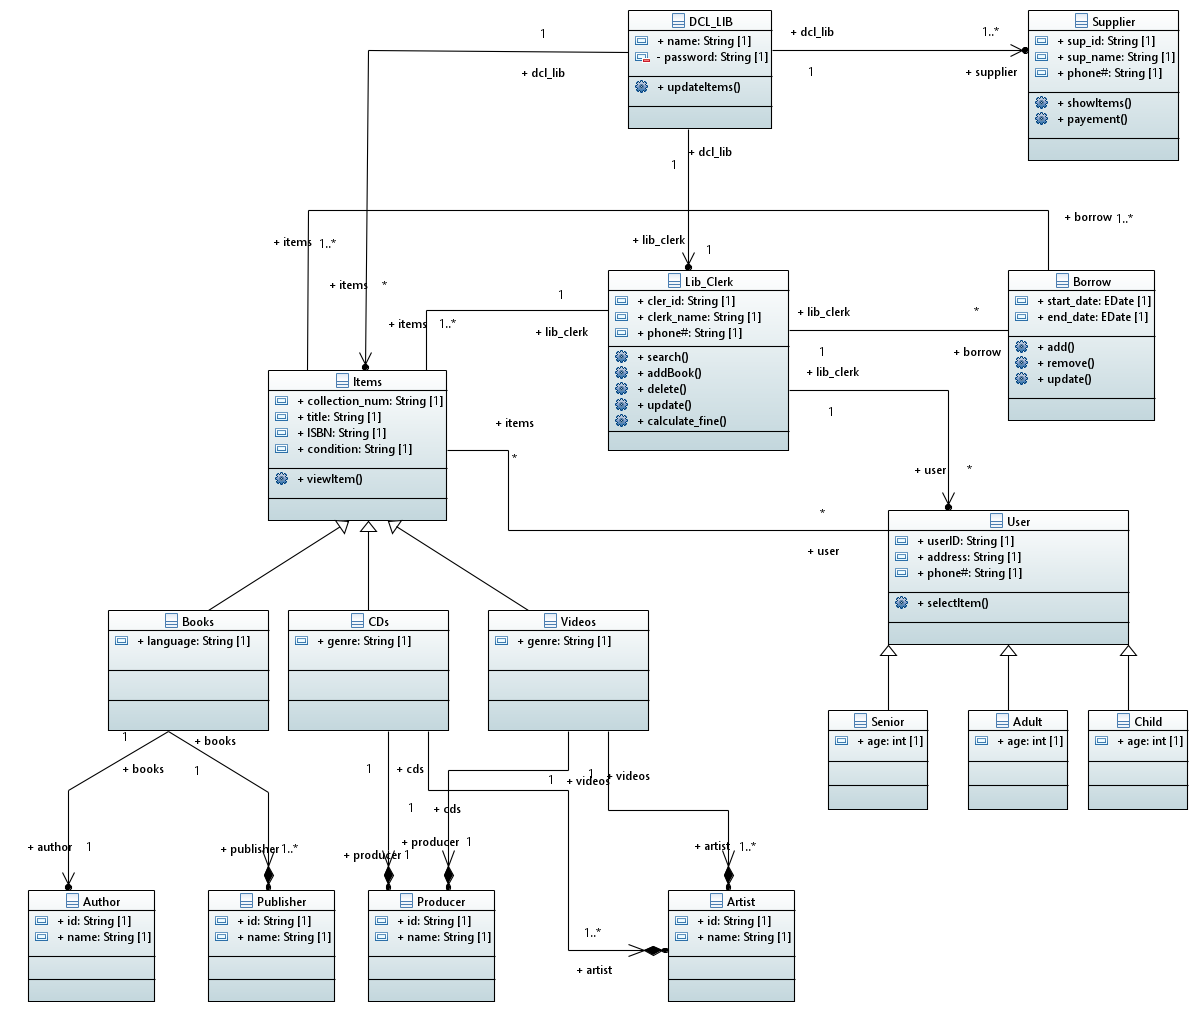 DCL_LIB
+ name: String [1]
- password: String [1]
+ updateItems()
Supplier
+ sup_id: String [1]
+ sup_name: String [1]
+ phone#: String [1]
+ showItems()
+ payement()
1
+ dcl_lib
+ dcl_lib
1..*
1
+ supplier
+ dcl_lib
1
+ lib_clerk
1
+ items
1..*
+ borrow
1..*
+ items
*
+ items
1..*
1
+ lib_clerk
Lib_Clerk
+ cler_id: String [1]
+ clerk_name: String [1]
+ phone#: String [1]
+ search()
+ addBook()
+ delete()
+ update()
+ calculate_fine()
+ lib_clerk
*
1
+ borrow
+ lib_clerk
1
Borrow
+ start_date: EDate [1]
+ end_date: EDate [1]
+ add()
+ remove()
+ update()
Items
+ collection_num: String [1]
+ title: String [1]
+ ISBN: String [1]
+ condition: String [1]
+ viewItem()
+ items
*
+ user
*
*
+ user
User
+ userID: String [1]
+ address: String [1]
+ phone#: String [1]
+ selectItem()
Books
+ language: String [1]
CDs
+ genre: String [1]
Videos
+ genre: String [1]
Senior
+ age: int [1]
Adult
+ age: int [1]
Child
+ age: int [1]
1
+ books
+ books
1
1
+ cds
1
+ videos
1
+ videos
1
+ cds
+ author
1
+ publisher
1..*
+ producer
1
+ producer
1
+ artist
1..*
1..*
+ artist
Author
+ id: String [1]
+ name: String [1]
Publisher
+ id: String [1]
+ name: String [1]
Producer
+ id: String [1]
+ name: String [1]
Artist
+ id: String [1]
+ name: String [1]